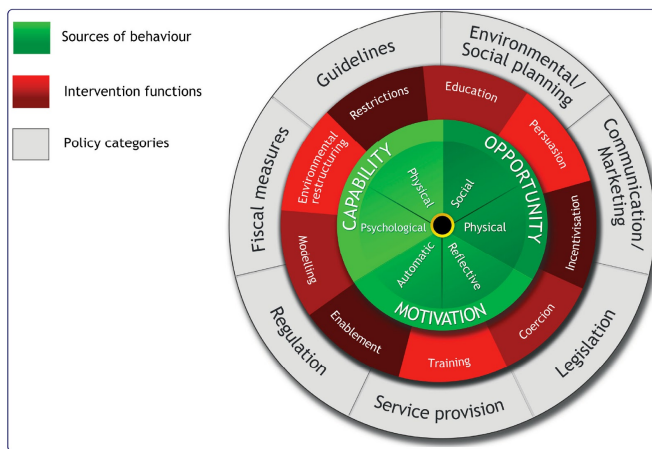 Sources of behaviour
Intervention functions
Policy categories
Guidelines
Environmental/
Social planning
Communication/
Marketing
Legislation
Service provision
Regulation
Fiscal measures
Restrictions
Education
Persuasion
Incentivisation
Coercion
Training
Enablement
Modelling
Environmental
restructuring
CAPABILITY
OPPORTUNITY
MOTIVATION
Physical
Social
Psychological
Physical
Automatic
Reflective